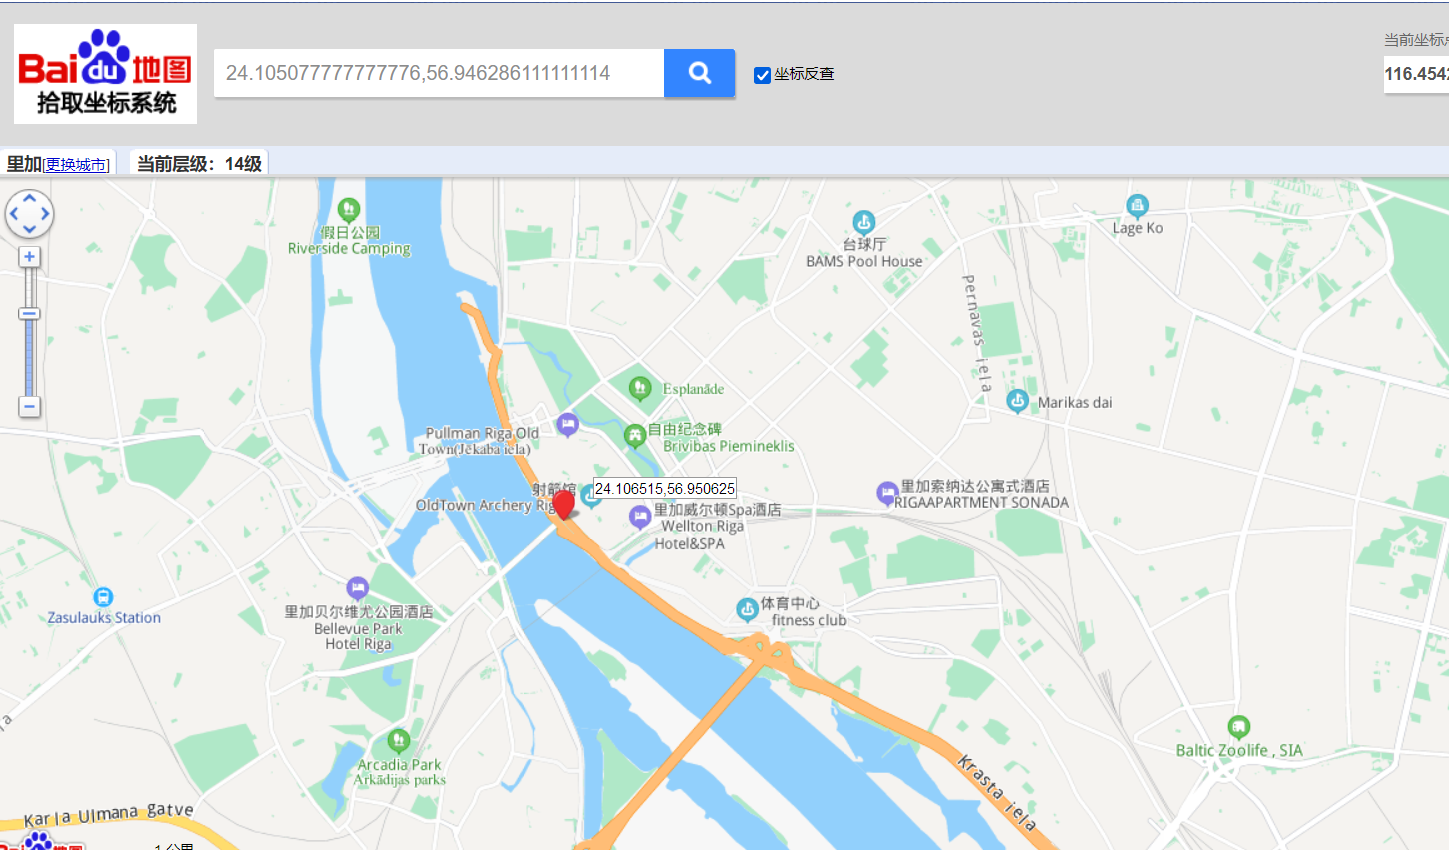 Bai du 地图
拾取坐标系统
24.105077777777776,56.946286111111114
坐标反查
当前坐标
116.4542
里加[更换城市]
当前层级：14级
假日公园
Riverside Camping
台球厅
BAMS Pool House
Lage Ko
Pernavas iela
Esplanāde
Marikas dai
自由纪念碑
Brivibas Piemineklis
Pullman Riga Old
Town(Jēkaba iela)
射箭馆
OldTown Archery Rig
24.106515,56.950625
里加威尔顿Spa酒店
Wellton Riga
Hotel&SPA
里加索纳达公寓式酒店
RIGAAPARTMENT SONADA
Zasulauks Station
里加贝尔维尤公园酒店
Bellevue Park
Hotel Riga
体育中心
fitness club
Arcadia Park
Arkādijas parks
Baltic Zoolife , SIA
Krasta iela
Karla Ulmana gatve
1 公里